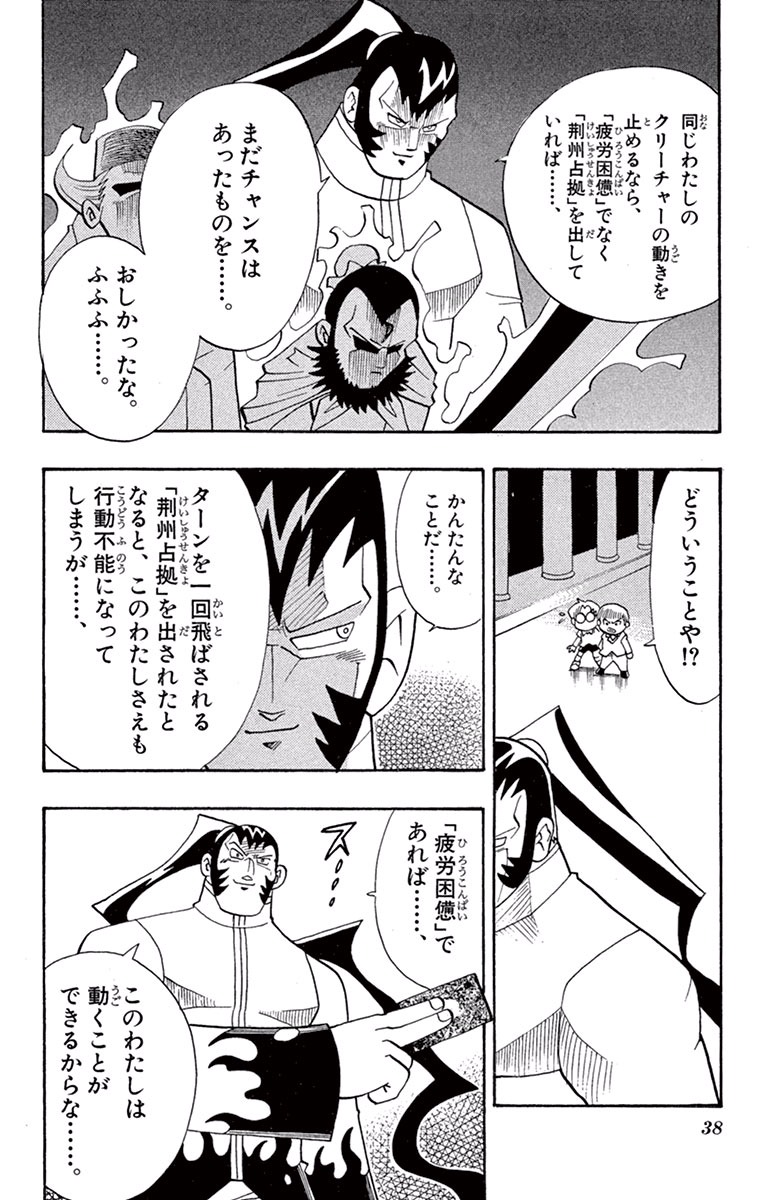 同じわたしの
クリーチャーの動きを
止めるなら、
「疲労困憊」でなく
「荊州占拠」を出して
いれば……、
まだチャンスは
あったものを……。
おしかったな。
ふふふ……。
どういうことや!?
かんたんな
ことだ……。
ターンを一回飛ばされる
「荊州占拠」を出されたと
なると、このわたしさえも
行動不能になって
しまうが……、
「疲労困憊」で
あれば……、
スッ…
このわたしは
動くことが
できるからな……。
38